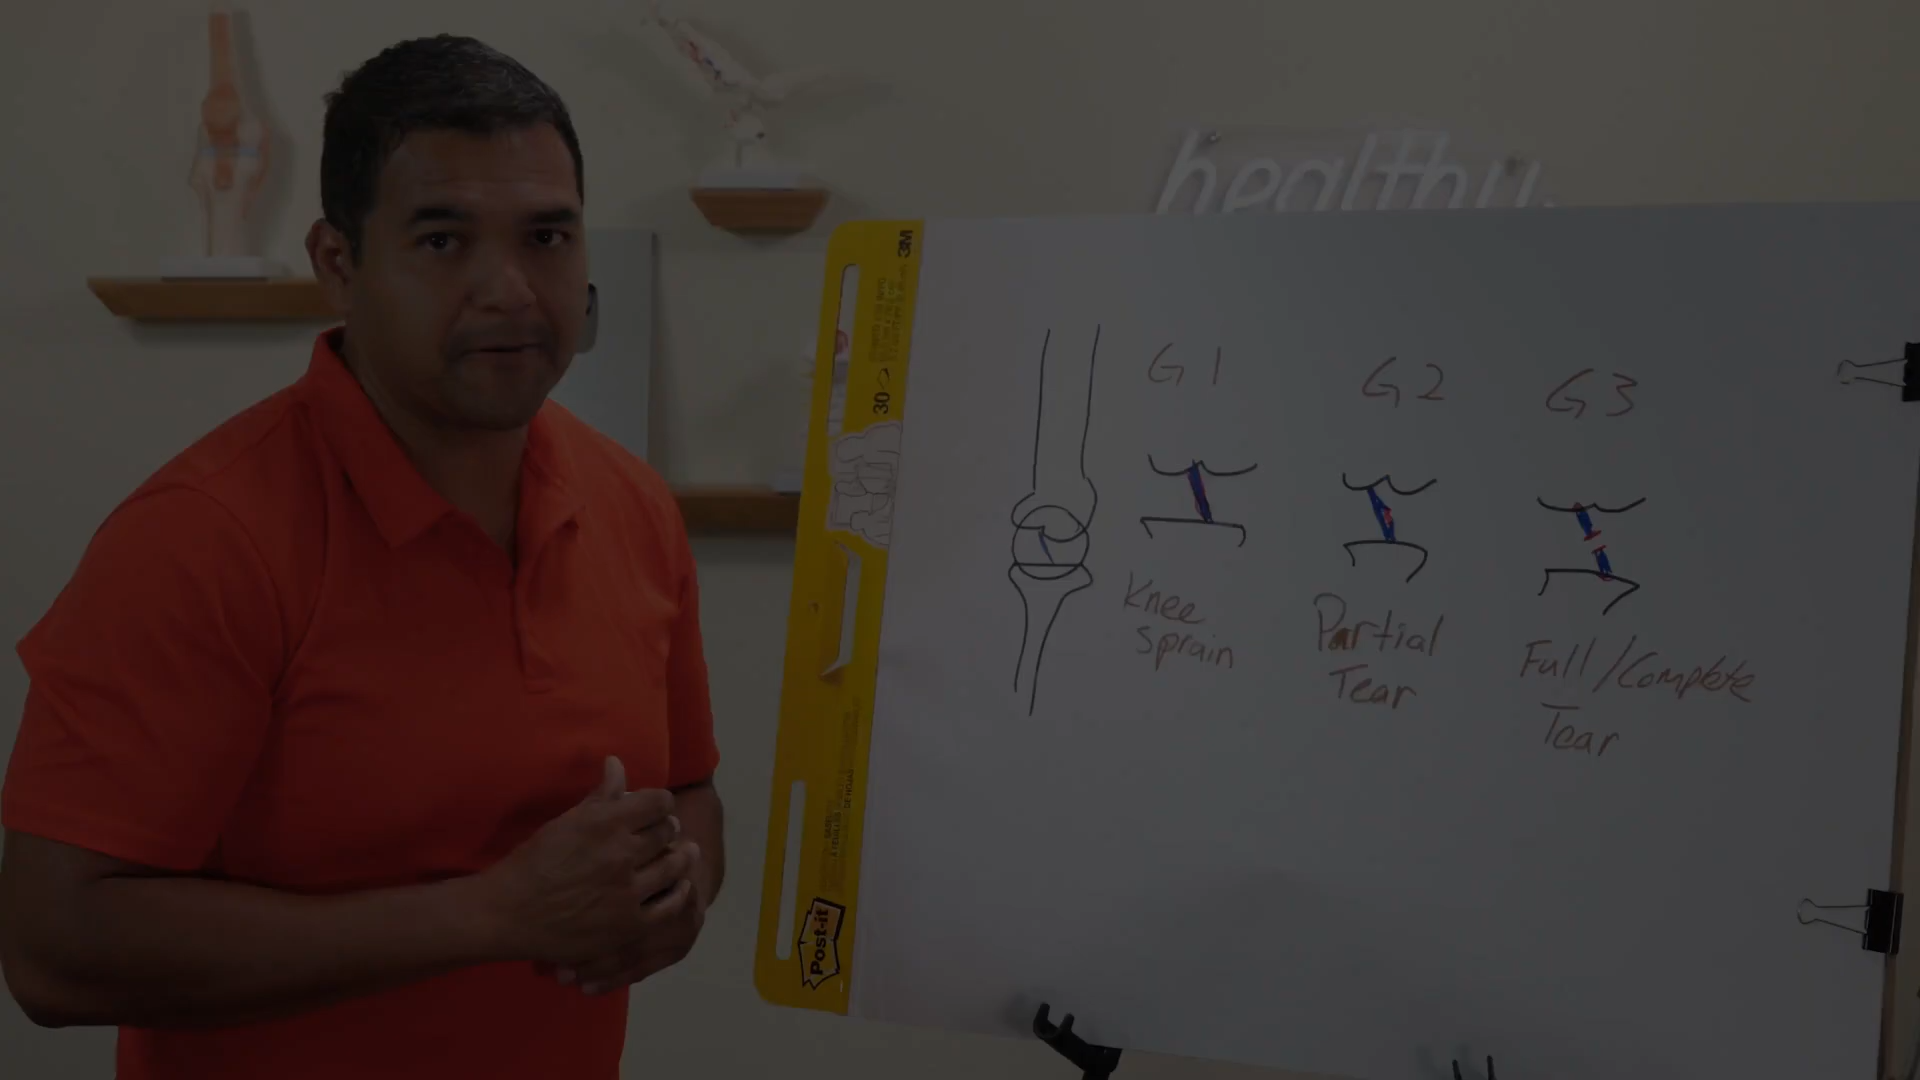 healthy.
3M
30
Post-it
G1
G2
G3
Knee
Sprain
Partial
Tear
Full/Complete
Tear